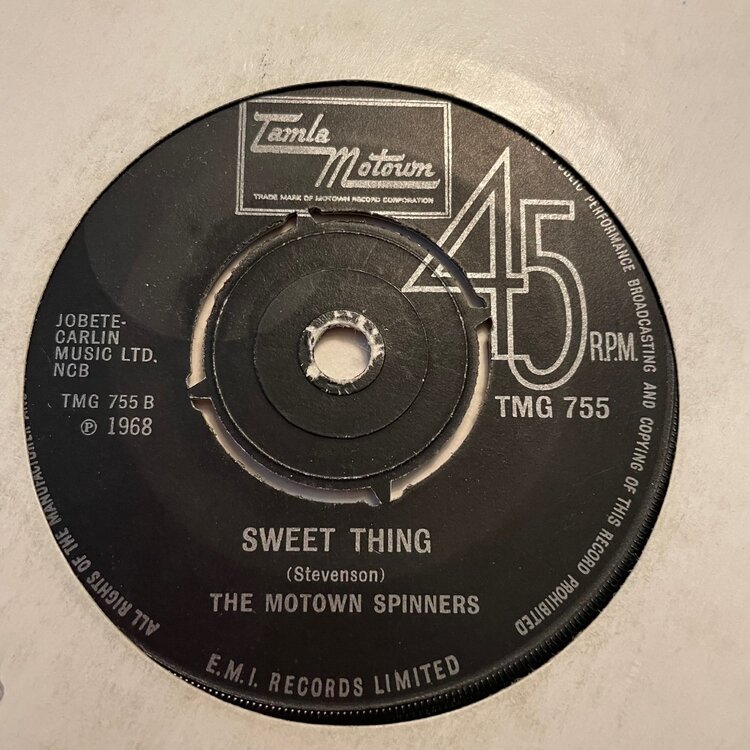 Tamla
Motown
TRADE MARK OF MOTOWN RECORD CORPORATION
45
R.P.M.
TMG 755
JOBETE-
CARLIN
MUSIC LTD.
NCB
TMG 755 B
℗ 1968
SWEET THING
(Stevenson)
THE MOTOWN SPINNERS
E.M.I. RECORDS LIMITED
ALL RIGHTS OF THE MANUFACTURER AND
PUBLIC PERFORMANCE BROADCASTING AND COPYING OF THIS RECORD PROHIBITED